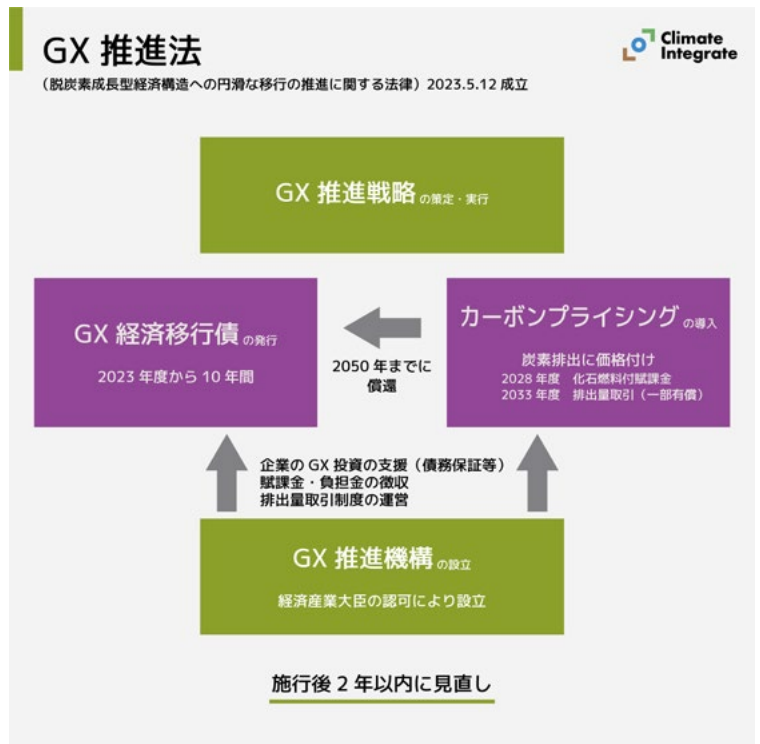 GX 推進法
Climate
Integrate
（脱炭素成長型経済構造への円滑な移行の推進に関する法律）2023.5.12 成立
GX 推進戦略 の策定・実行
GX 経済移行債 の発行
2023 年度から 10 年間
2050 年までに
償還
カーボンプライシング の導入
炭素排出に価格付け
2028 年度　化石燃料付賦課金
2033 年度　排出量取引（一部有償）
企業の GX 投資の支援（債務保証等）
賦課金・負担金の徴収
排出量取引制度の運営
GX 推進機構 の設立
経済産業大臣の認可により設立
施行後 2 年以内に見直し